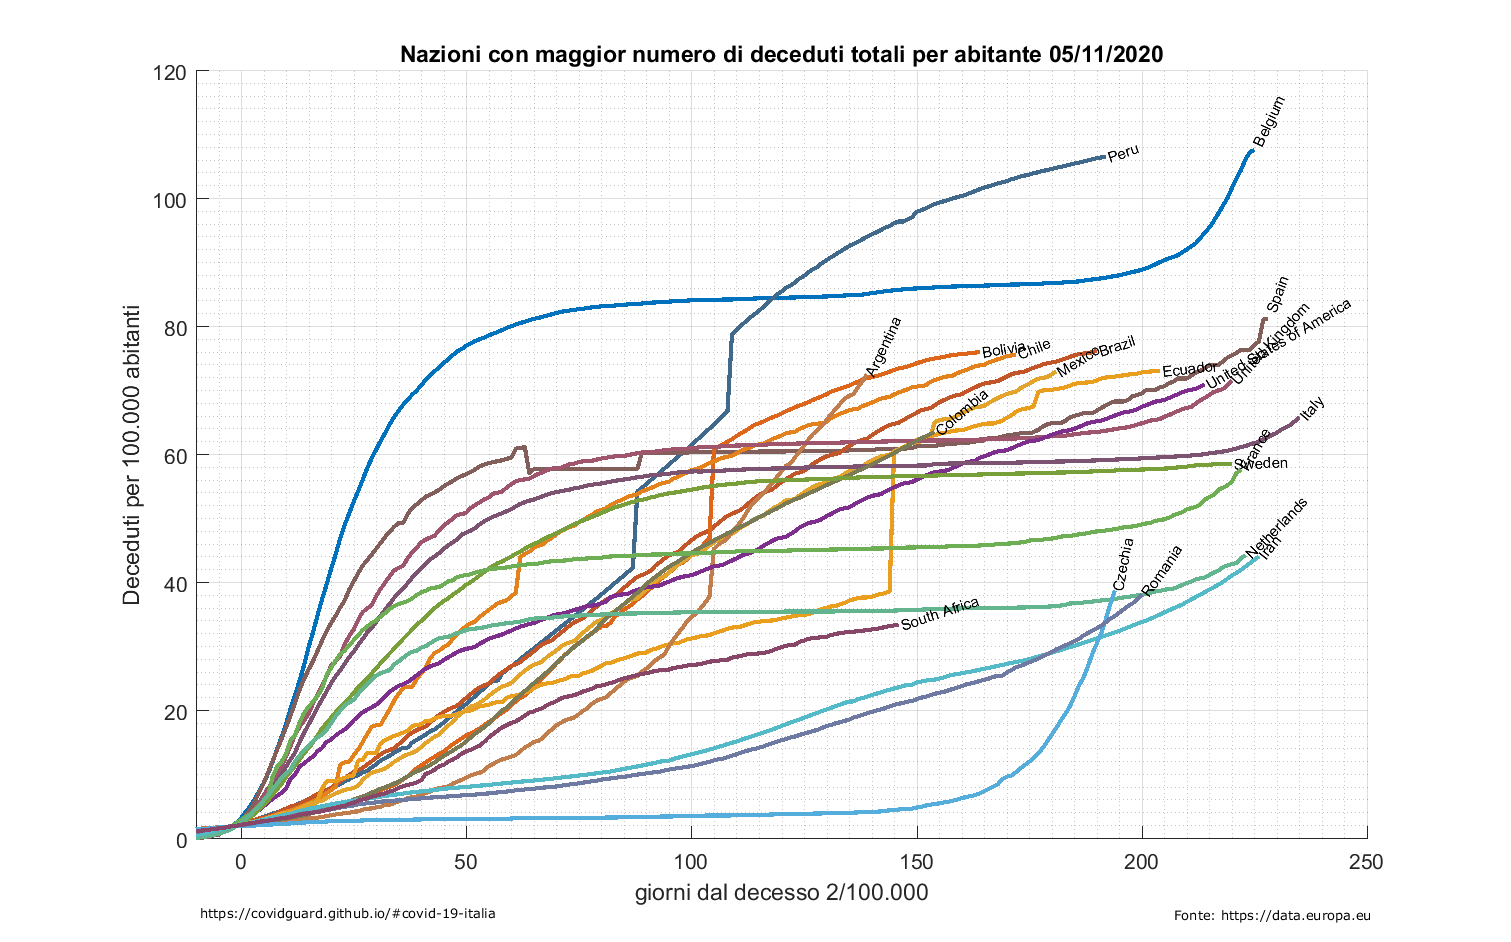 Nazioni con maggior numero di deceduti totali per abitante 05/11/2020
Deceduti per 100.000 abitanti
120
100
80
60
40
20
0
Belgium
Peru
Spain
United Kingdom
United States of America
Argentina
Bolivia
Chile
Mexico
Brazil
Ecuador
Colombia
Italy
France
Sweden
Netherlands
Iran
Czechia
Romania
South Africa
0
50
100
150
200
250
giorni dal decesso 2/100.000
https://covidguard.github.io/#covid-19-italia
Fonte: https://data.europa.eu